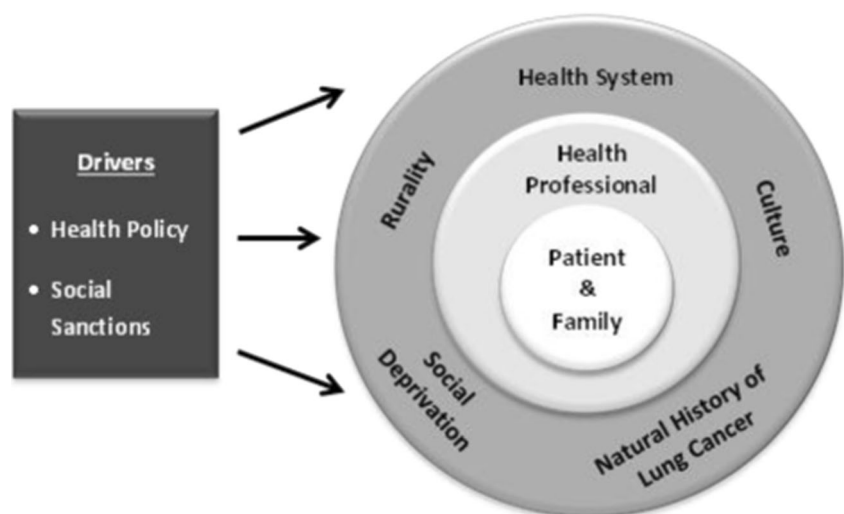 Drivers
• Health Policy
• Social
Sanctions
Health System
Rurality
Culture
Social
Deprivation
Natural History of
Lung Cancer
Health
Professional
Patient
&
Family